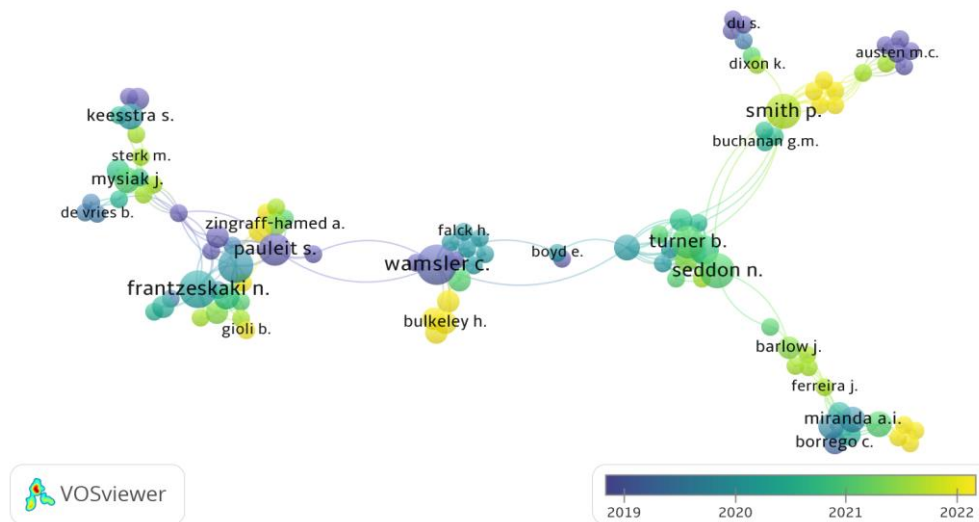 du s.
austen m.c.
dixon k.
smith p.
keesstra s.
buchanan g.m.
sterk m.
mysiak j.
de vries b.
zingraff-hamed a.
falck h.
pauleit s.
boyd e.
turner b.
wamsler c.
seddon n.
frantzeskaki n.
bulkeley h.
gioli b.
barlow j.
ferreira j.
miranda a.i.
borrego c.
VOSviewer
2019 2020 2021 2022